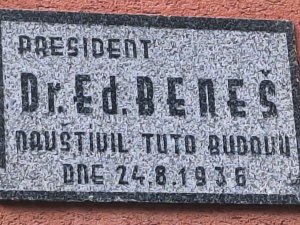 PRESIDENT
Dr. Ed. BENEŠ
NAVŠTÍVIL TUTO BUDOVU
DNE 24.8.1936